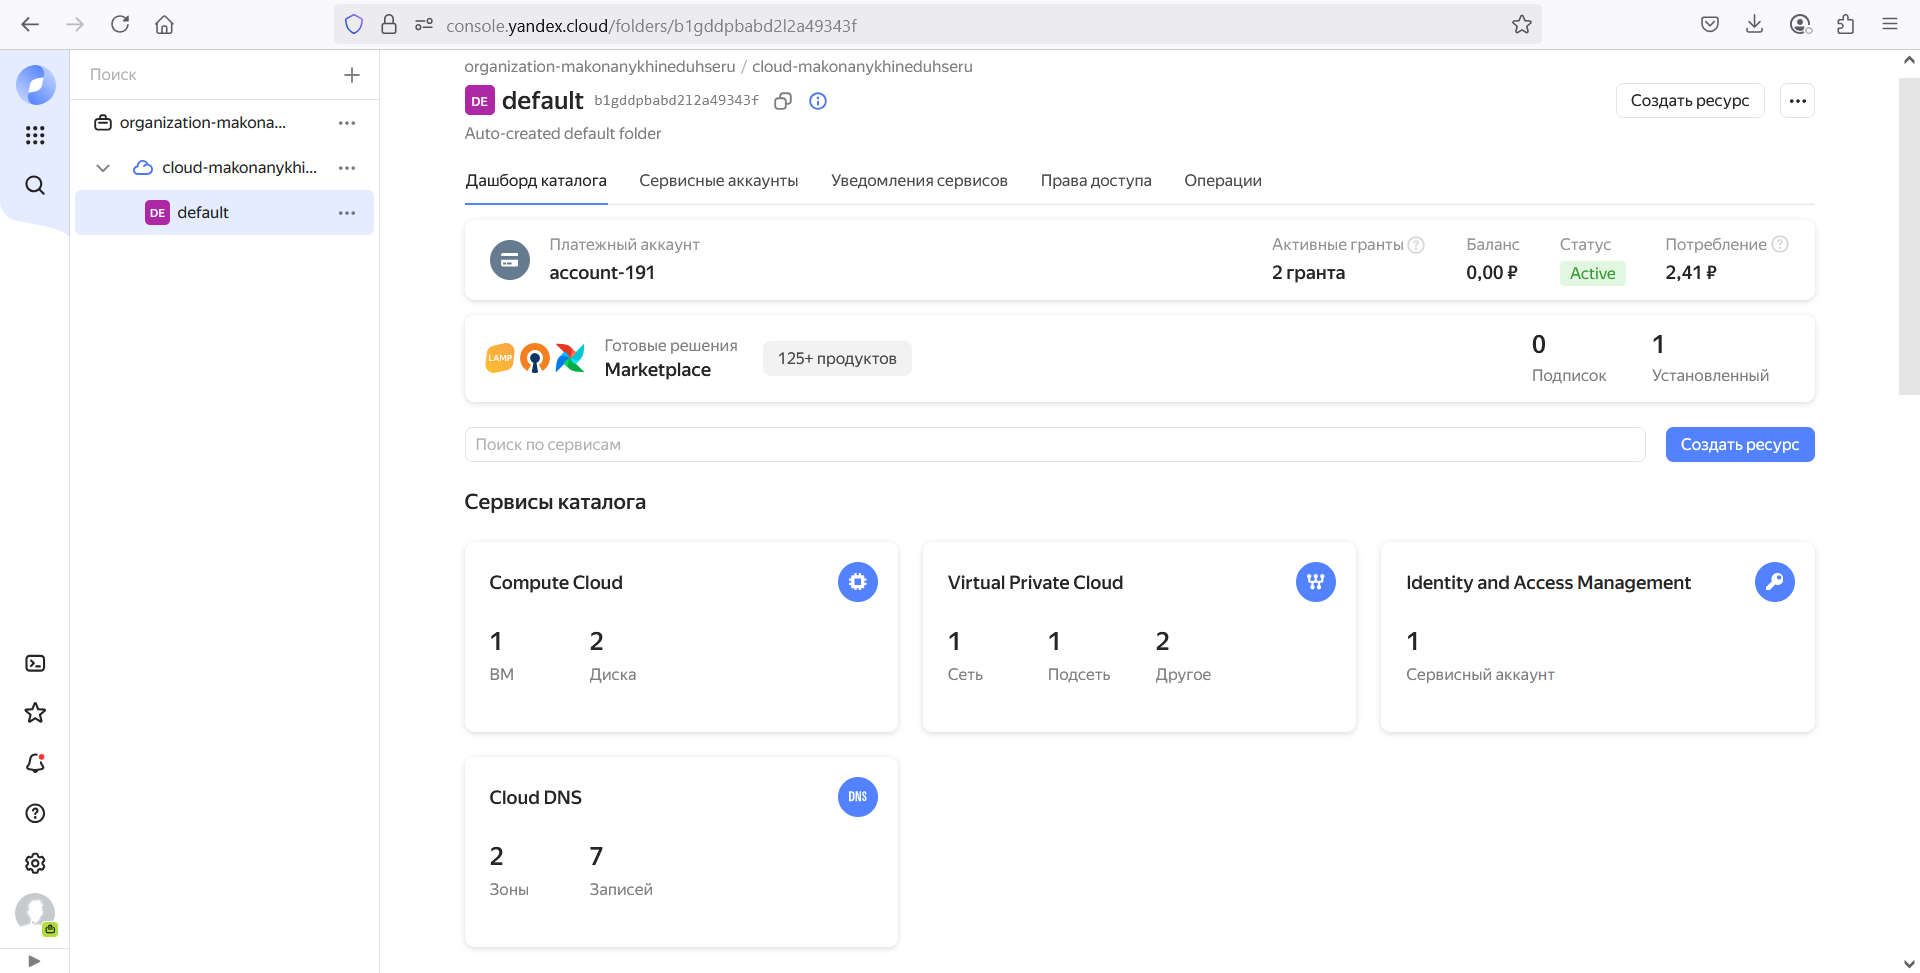 console.yandex.cloud/folders/b1gddpbabd2l2a49343f
Поиск
organization-makona...
cloud-makonanykhi...
DE default
organization-makonanykhineduhseru / cloud-makonanykhineduhseru
DE default b1gddpbabd2l2a49343f
Создать ресурс
Auto-created default folder
Дашборд каталога Сервисные аккаунты Уведомления сервисов Права доступа Операции
Платежный аккаунт
account-191
Активные гранты
2 гранта
Баланс
0,00 ₽
Статус
Active
Потребление
2,41 ₽
LAMP
Готовые решения
Marketplace
125+ продуктов
0
Подписок
1
Установленный
Поиск по сервисам
Создать ресурс
Сервисы каталога
Compute Cloud
1
ВМ
2
Диска
Virtual Private Cloud
1
Сеть
1
Подсеть
2
Другое
Identity and Access Management
1
Сервисный аккаунт
Cloud DNS
DNS
2
Зоны
7
Записей